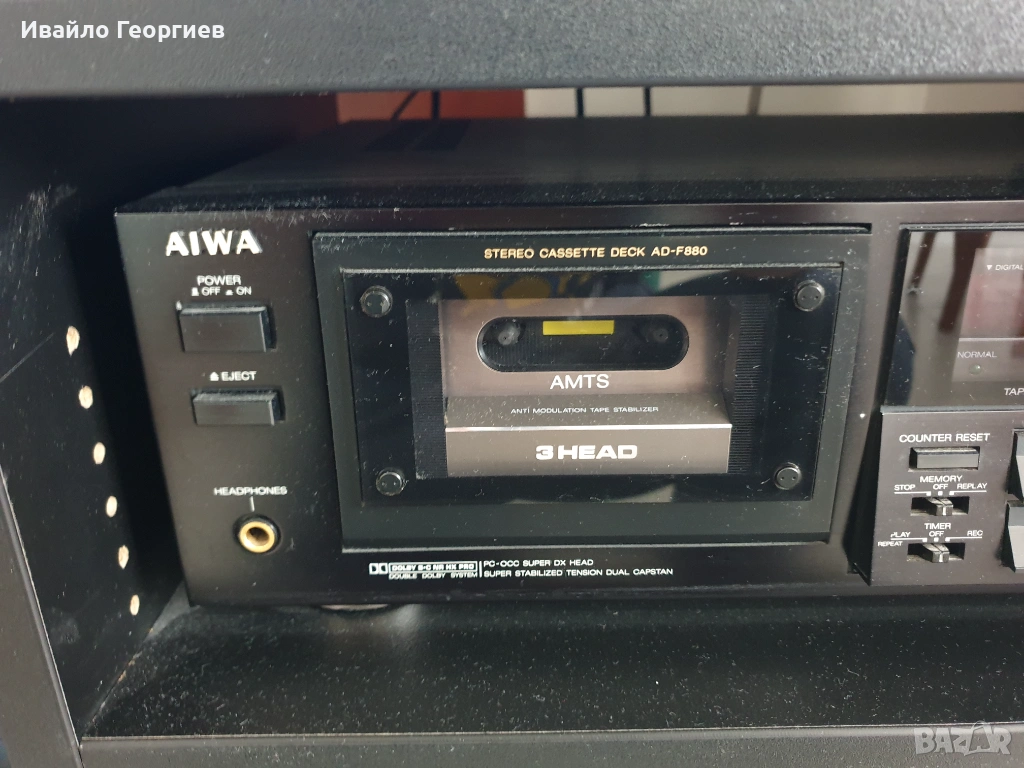 Ивайло Георгиев
AIWA
STEREO CASSETTE DECK AD-F880
POWER
OFF ON
EJECT
HEADPHONES
AMTS
ANTI MODULATION TAPE STABILIZER
3 HEAD
DOLBY B-C NR HX PRO
DOUBLE DOLBY SYSTEM
PC-OCC SUPER DX HEAD
SUPER STABILIZED TENSION DUAL CAPSTAN
▼ DIGITAL
NORMAL
TAP
COUNTER RESET
MEMORY
STOP OFF REPLAY
TIMER
PLAY OFF REC
REPEAT
BAZAR